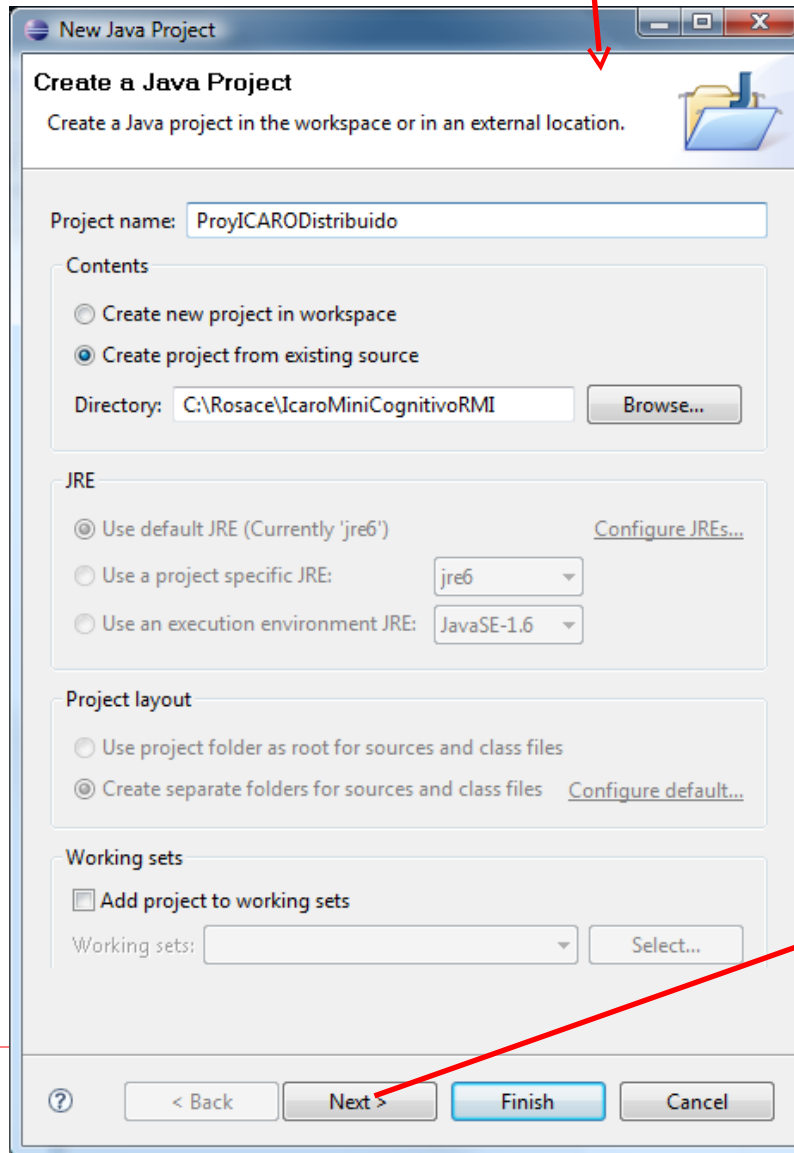 New Java Project
Create a Java Project
Create a Java project in the workspace or in an external location.
Project name: ProyICARODistribuido
Contents
Create new project in workspace
Create project from existing source
Directory: C:\Rosace\IcaroMiniCognitivoRMI Browse...
JRE
Use default JRE (Currently 'jre6') Configure JREs...
Use a project specific JRE: jre6
Use an execution environment JRE: JavaSE-1.6
Project layout
Use project folder as root for sources and class files
Create separate folders for sources and class files Configure default...
Working sets
Add project to working sets
Working sets: Select...
? < Back Next > Finish Cancel